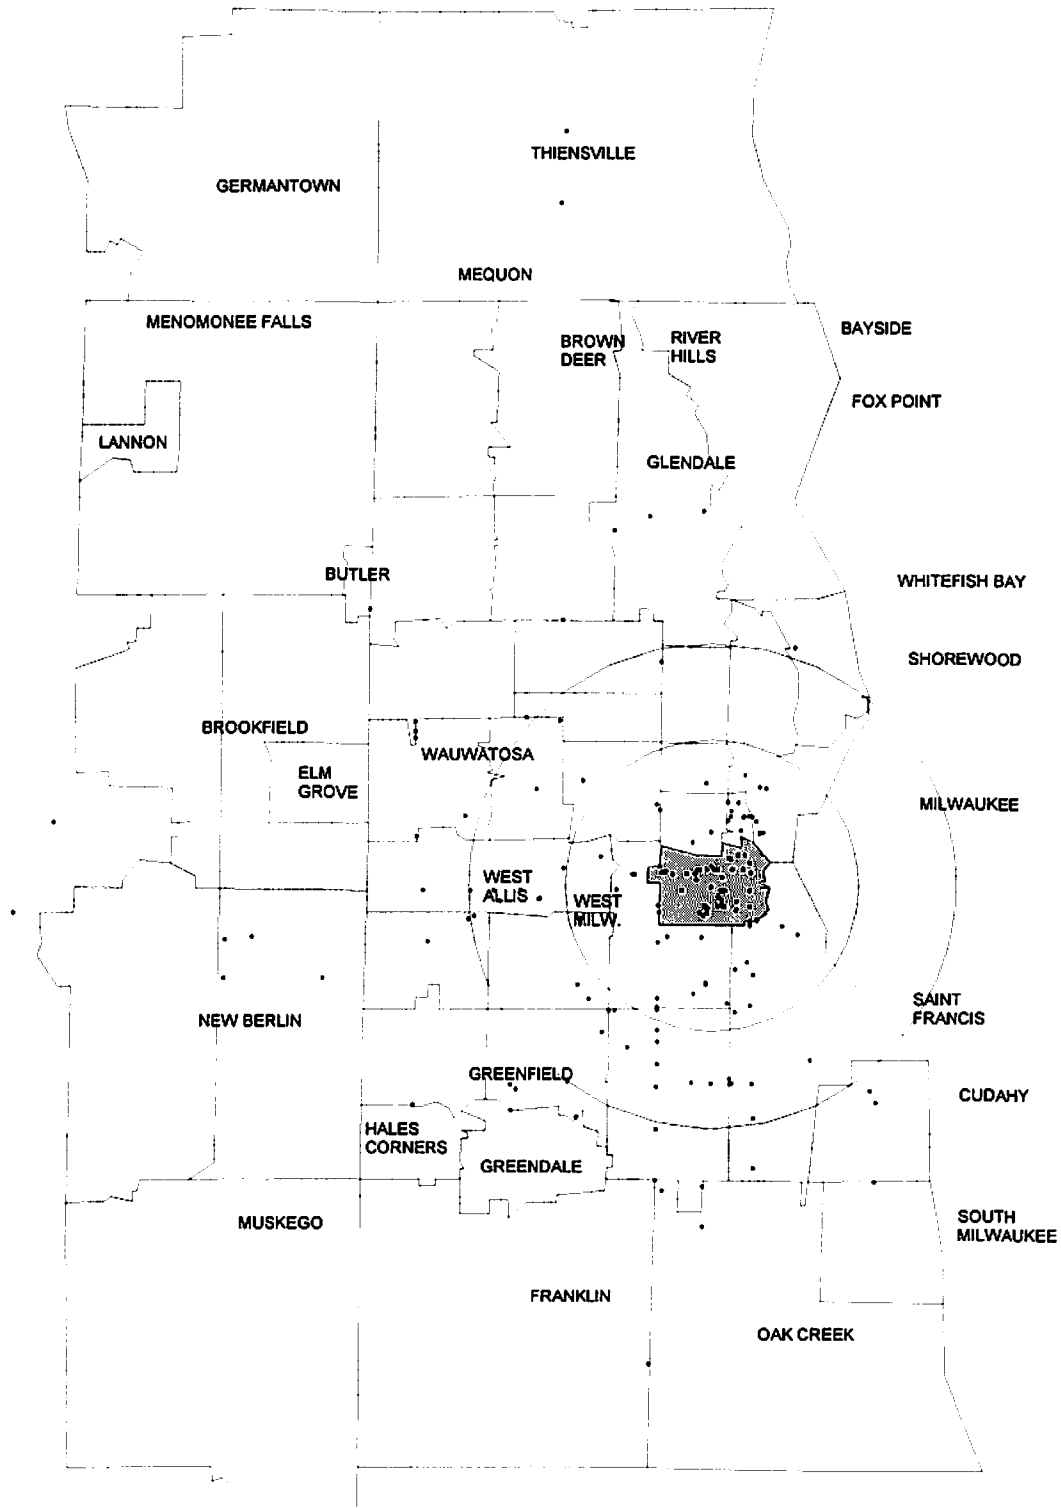 THIENSVILLE
GERMANTOWN
MEQUON
MENOMONEE FALLS
BAYSIDE
BROWN
DEER
RIVER
HILLS
FOX POINT
LANNON
GLENDALE
BUTLER
WHITEFISH BAY
SHOREWOOD
BROOKFIELD
WAUWATOSA
ELM
GROVE
MILWAUKEE
WEST
ALLIS
WEST
MILW.
SAINT
FRANCIS
NEW BERLIN
GREENFIELD
CUDAHY
HALES
CORNERS
GREENDALE
MUSKEGO
SOUTH
MILWAUKEE
FRANKLIN
OAK CREEK